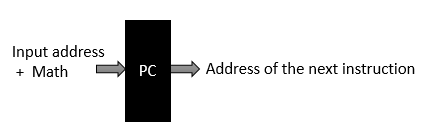 Input address
+ Math
PC
Address of the next instruction